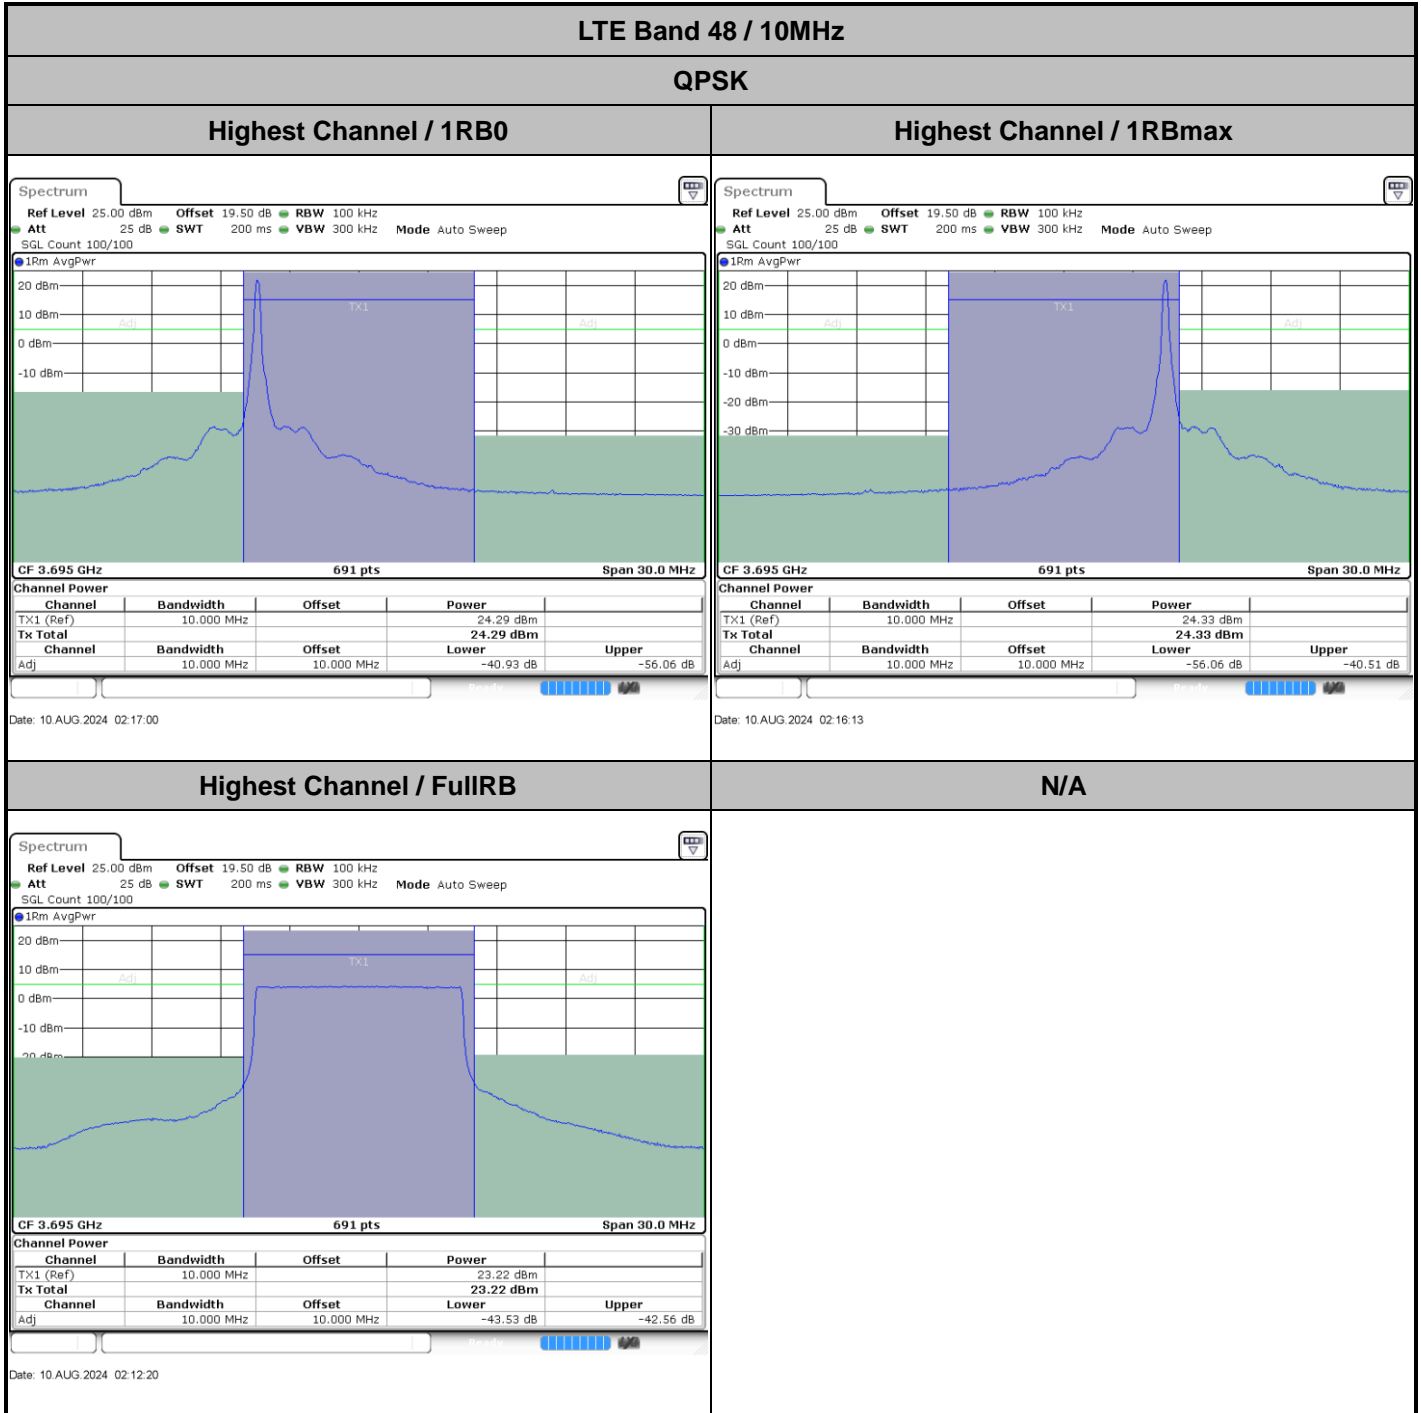 LTE Band 48 / 10MHz
QPSK
Highest Channel / 1RB0
Highest Channel / 1RBmax
Spectrum
Ref Level 25.00 dBm Offset 19.50 dB RBW 100 kHz
Att 25 dB SWT 200 ms VBW 300 kHz Mode Auto Sweep
SGL Count 100/100
1Rm AvgPwr
20 dBm
10 dBm
0 dBm
-10 dBm
Adj
TX1
Adj
CF 3.695 GHz 691 pts Span 30.0 MHz
Channel Power
Channel Bandwidth Offset Power
TX1 (Ref) 10.000 MHz 24.29 dBm
Tx Total 24.29 dBm
Channel Bandwidth Offset Lower Upper
Adj 10.000 MHz 10.000 MHz -40.93 dB -56.06 dB
Ready
Date: 10.AUG.2024 02:17:00
Spectrum
Ref Level 25.00 dBm Offset 19.50 dB RBW 100 kHz
Att 25 dB SWT 200 ms VBW 300 kHz Mode Auto Sweep
SGL Count 100/100
1Rm AvgPwr
20 dBm
10 dBm
0 dBm
-10 dBm
-20 dBm
-30 dBm
Adj
TX1
Adj
CF 3.695 GHz 691 pts Span 30.0 MHz
Channel Power
Channel Bandwidth Offset Power
TX1 (Ref) 10.000 MHz 24.33 dBm
Tx Total 24.33 dBm
Channel Bandwidth Offset Lower Upper
Adj 10.000 MHz 10.000 MHz -56.06 dB -40.51 dB
Ready
Date: 10.AUG.2024 02:16:13
Highest Channel / FullRB
N/A
Spectrum
Ref Level 25.00 dBm Offset 19.50 dB RBW 100 kHz
Att 25 dB SWT 200 ms VBW 300 kHz Mode Auto Sweep
SGL Count 100/100
1Rm AvgPwr
20 dBm
10 dBm
0 dBm
-10 dBm
-20 dBm
Adj
TX1
Adj
CF 3.695 GHz 691 pts Span 30.0 MHz
Channel Power
Channel Bandwidth Offset Power
TX1 (Ref) 10.000 MHz 23.22 dBm
Tx Total 23.22 dBm
Channel Bandwidth Offset Lower Upper
Adj 10.000 MHz 10.000 MHz -43.53 dB -42.56 dB
Ready
Date: 10.AUG.2024 02:12:20